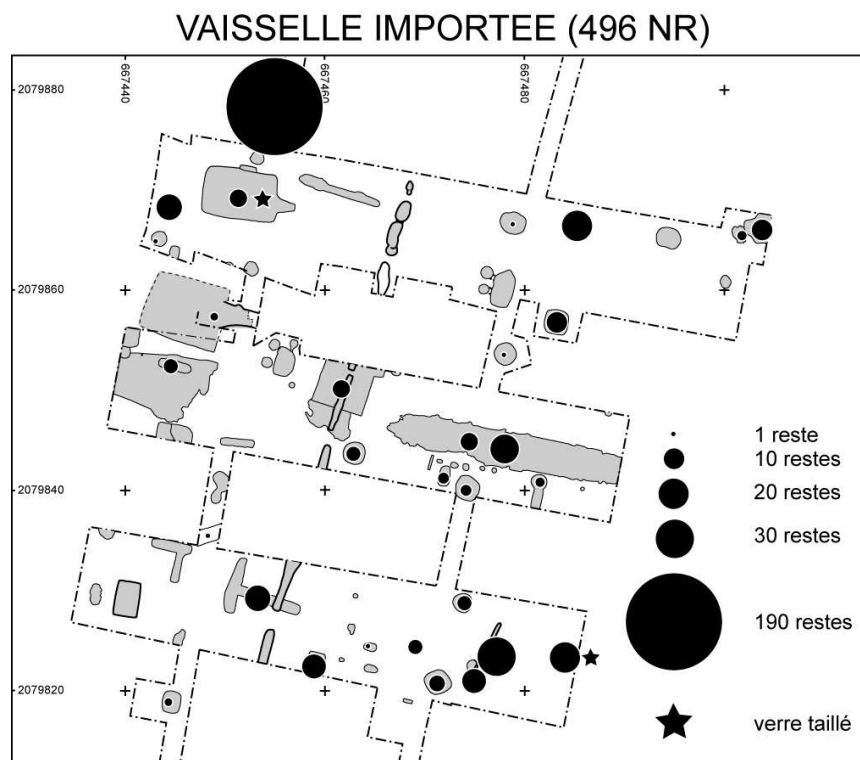 VAISSELLE IMPORTEE (496 NR)
667440
667460
667480
2079880
2079860
2079840
2079820
1 reste
10 restes
20 restes
30 restes
190 restes
verre taillé